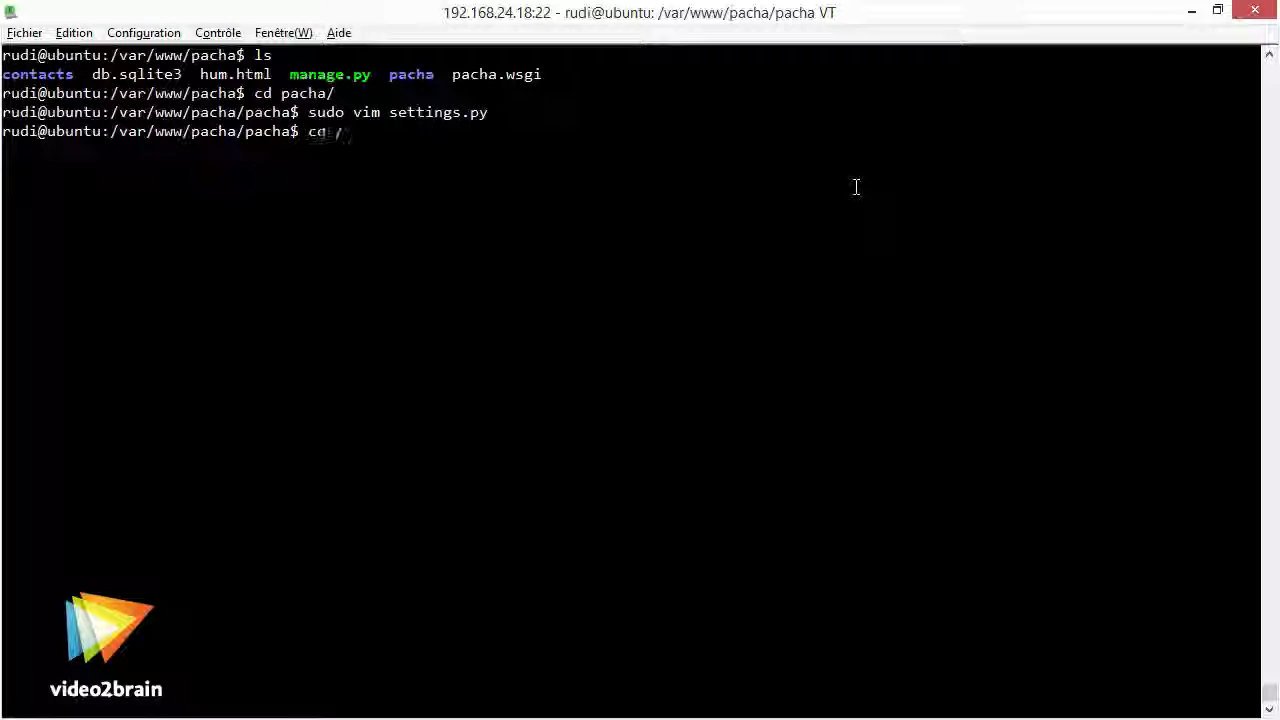 192.168.24.18:22 - rudi@ubuntu: /var/www/pacha/pacha VT
Fichier Edition Configuration Contrôle Fenêtre(W) Aide
rudi@ubuntu:/var/www/pacha$ ls
contacts db.sqlite3 hum.html manage.py pacha pacha.wsgi
rudi@ubuntu:/var/www/pacha$ cd pacha/
rudi@ubuntu:/var/www/pacha/pacha$ sudo vim settings.py
rudi@ubuntu:/var/www/pacha/pacha$
video2brain